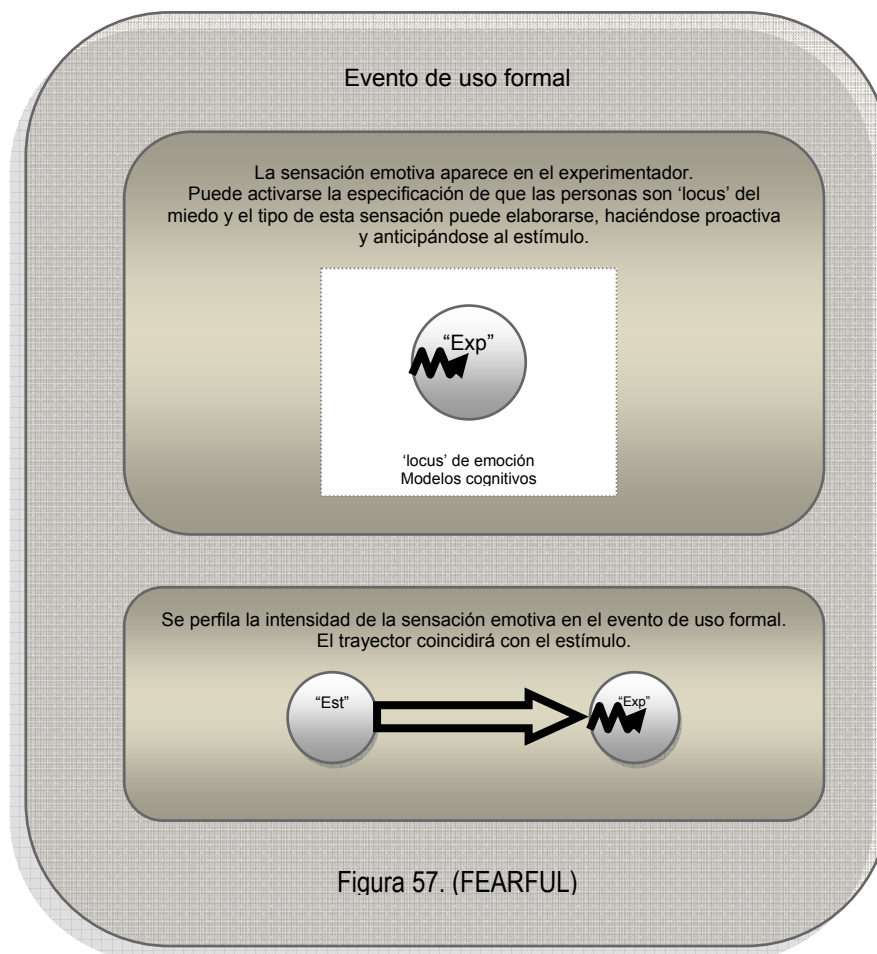 Evento de uso formal
La sensación emotiva aparece en el experimentador.
Puede activarse la especificación de que las personas son ‘locus’ del
miedo y el tipo de esta sensación puede elaborarse, haciéndose proactiva
y anticipándose al estímulo.
“Exp”
‘locus’ de emoción
Modelos cognitivos
Se perfila la intensidad de la sensación emotiva en el evento de uso formal.
El trayector coincidirá con el estímulo.
“Est”
“Exp”
Figura 57. (FEARFUL)